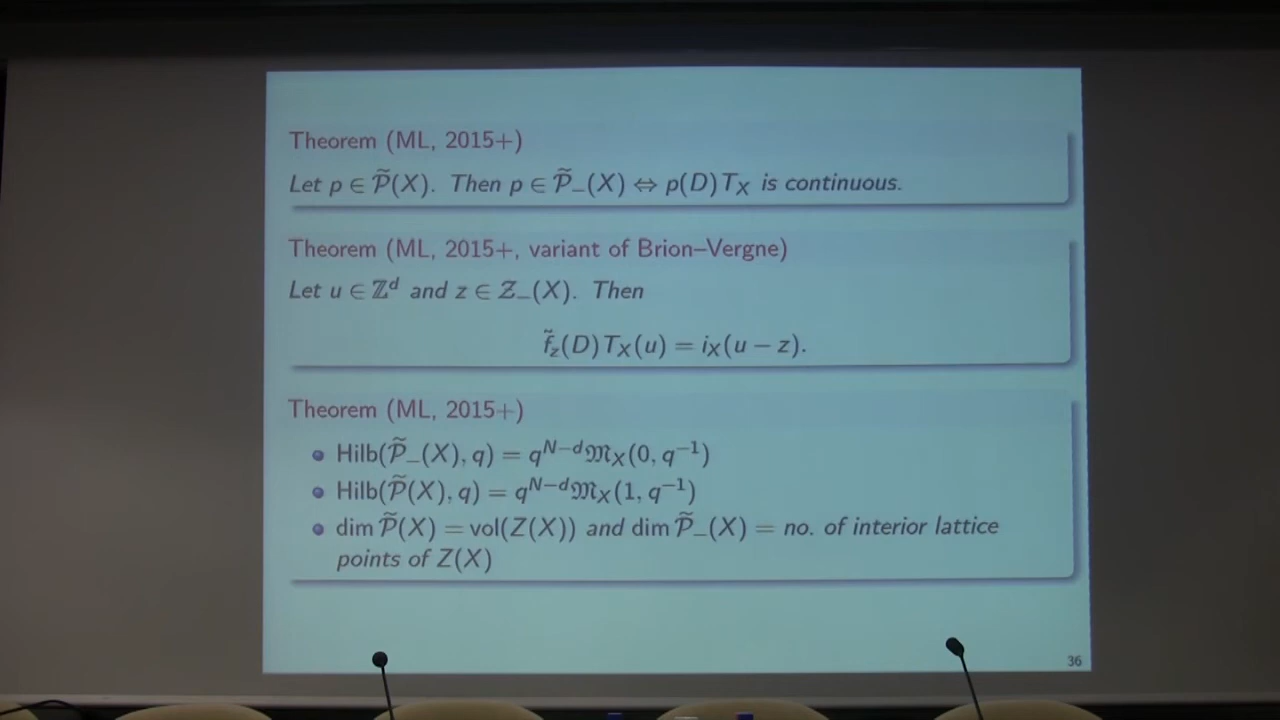 Theorem (ML, 2015+)
Let p ∈ P̃(X). Then p ∈ P̃₋(X) ⇔ p(D)T_X is continuous.
Theorem (ML, 2015+, variant of Brion–Vergne)
Let u ∈ ℤᵈ and z ∈ 𝒵₋(X). Then
f̃_z(D)T_X(u) = i_X(u − z).
Theorem (ML, 2015+)
• Hilb(P̃₋(X), q) = q^{N−d}𝔐_X(0, q⁻¹)
• Hilb(P̃(X), q) = q^{N−d}𝔐_X(1, q⁻¹)
• dim P̃(X) = vol(Z(X)) and dim P̃₋(X) = no. of interior lattice
points of Z(X)
36